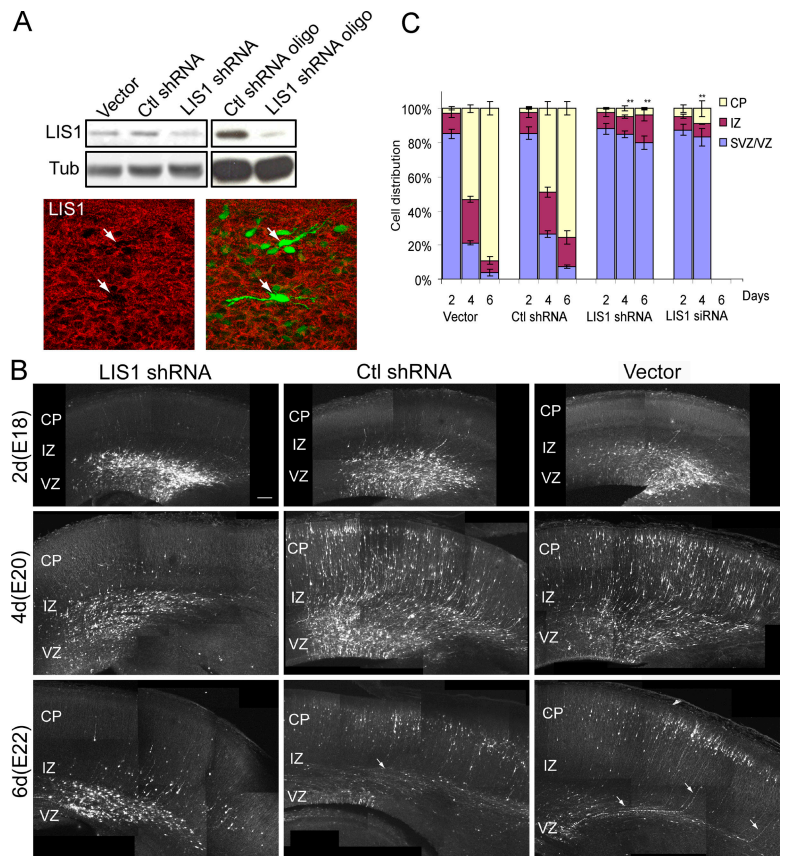 A
Vector
Ctl shRNA
LIS1 shRNA
Ctl shRNA oligo
LIS1 shRNA oligo
LIS1
Tub
LIS1
C
100%
80%
60%
40%
20%
0%
Cell distribution
** ** **
CP
IZ
SVZ/VZ
2 4 6 2 4 6 2 4 6 2 4 6 Days
Vector Ctl shRNA LIS1 shRNA LIS1 siRNA
B
LIS1 shRNA Ctl shRNA Vector
2d(E18)
CP CP CP
IZ IZ IZ
VZ VZ VZ
4d(E20)
CP CP CP
IZ IZ IZ
VZ VZ VZ
6d(E22)
CP CP CP
IZ IZ IZ
VZ VZ VZ